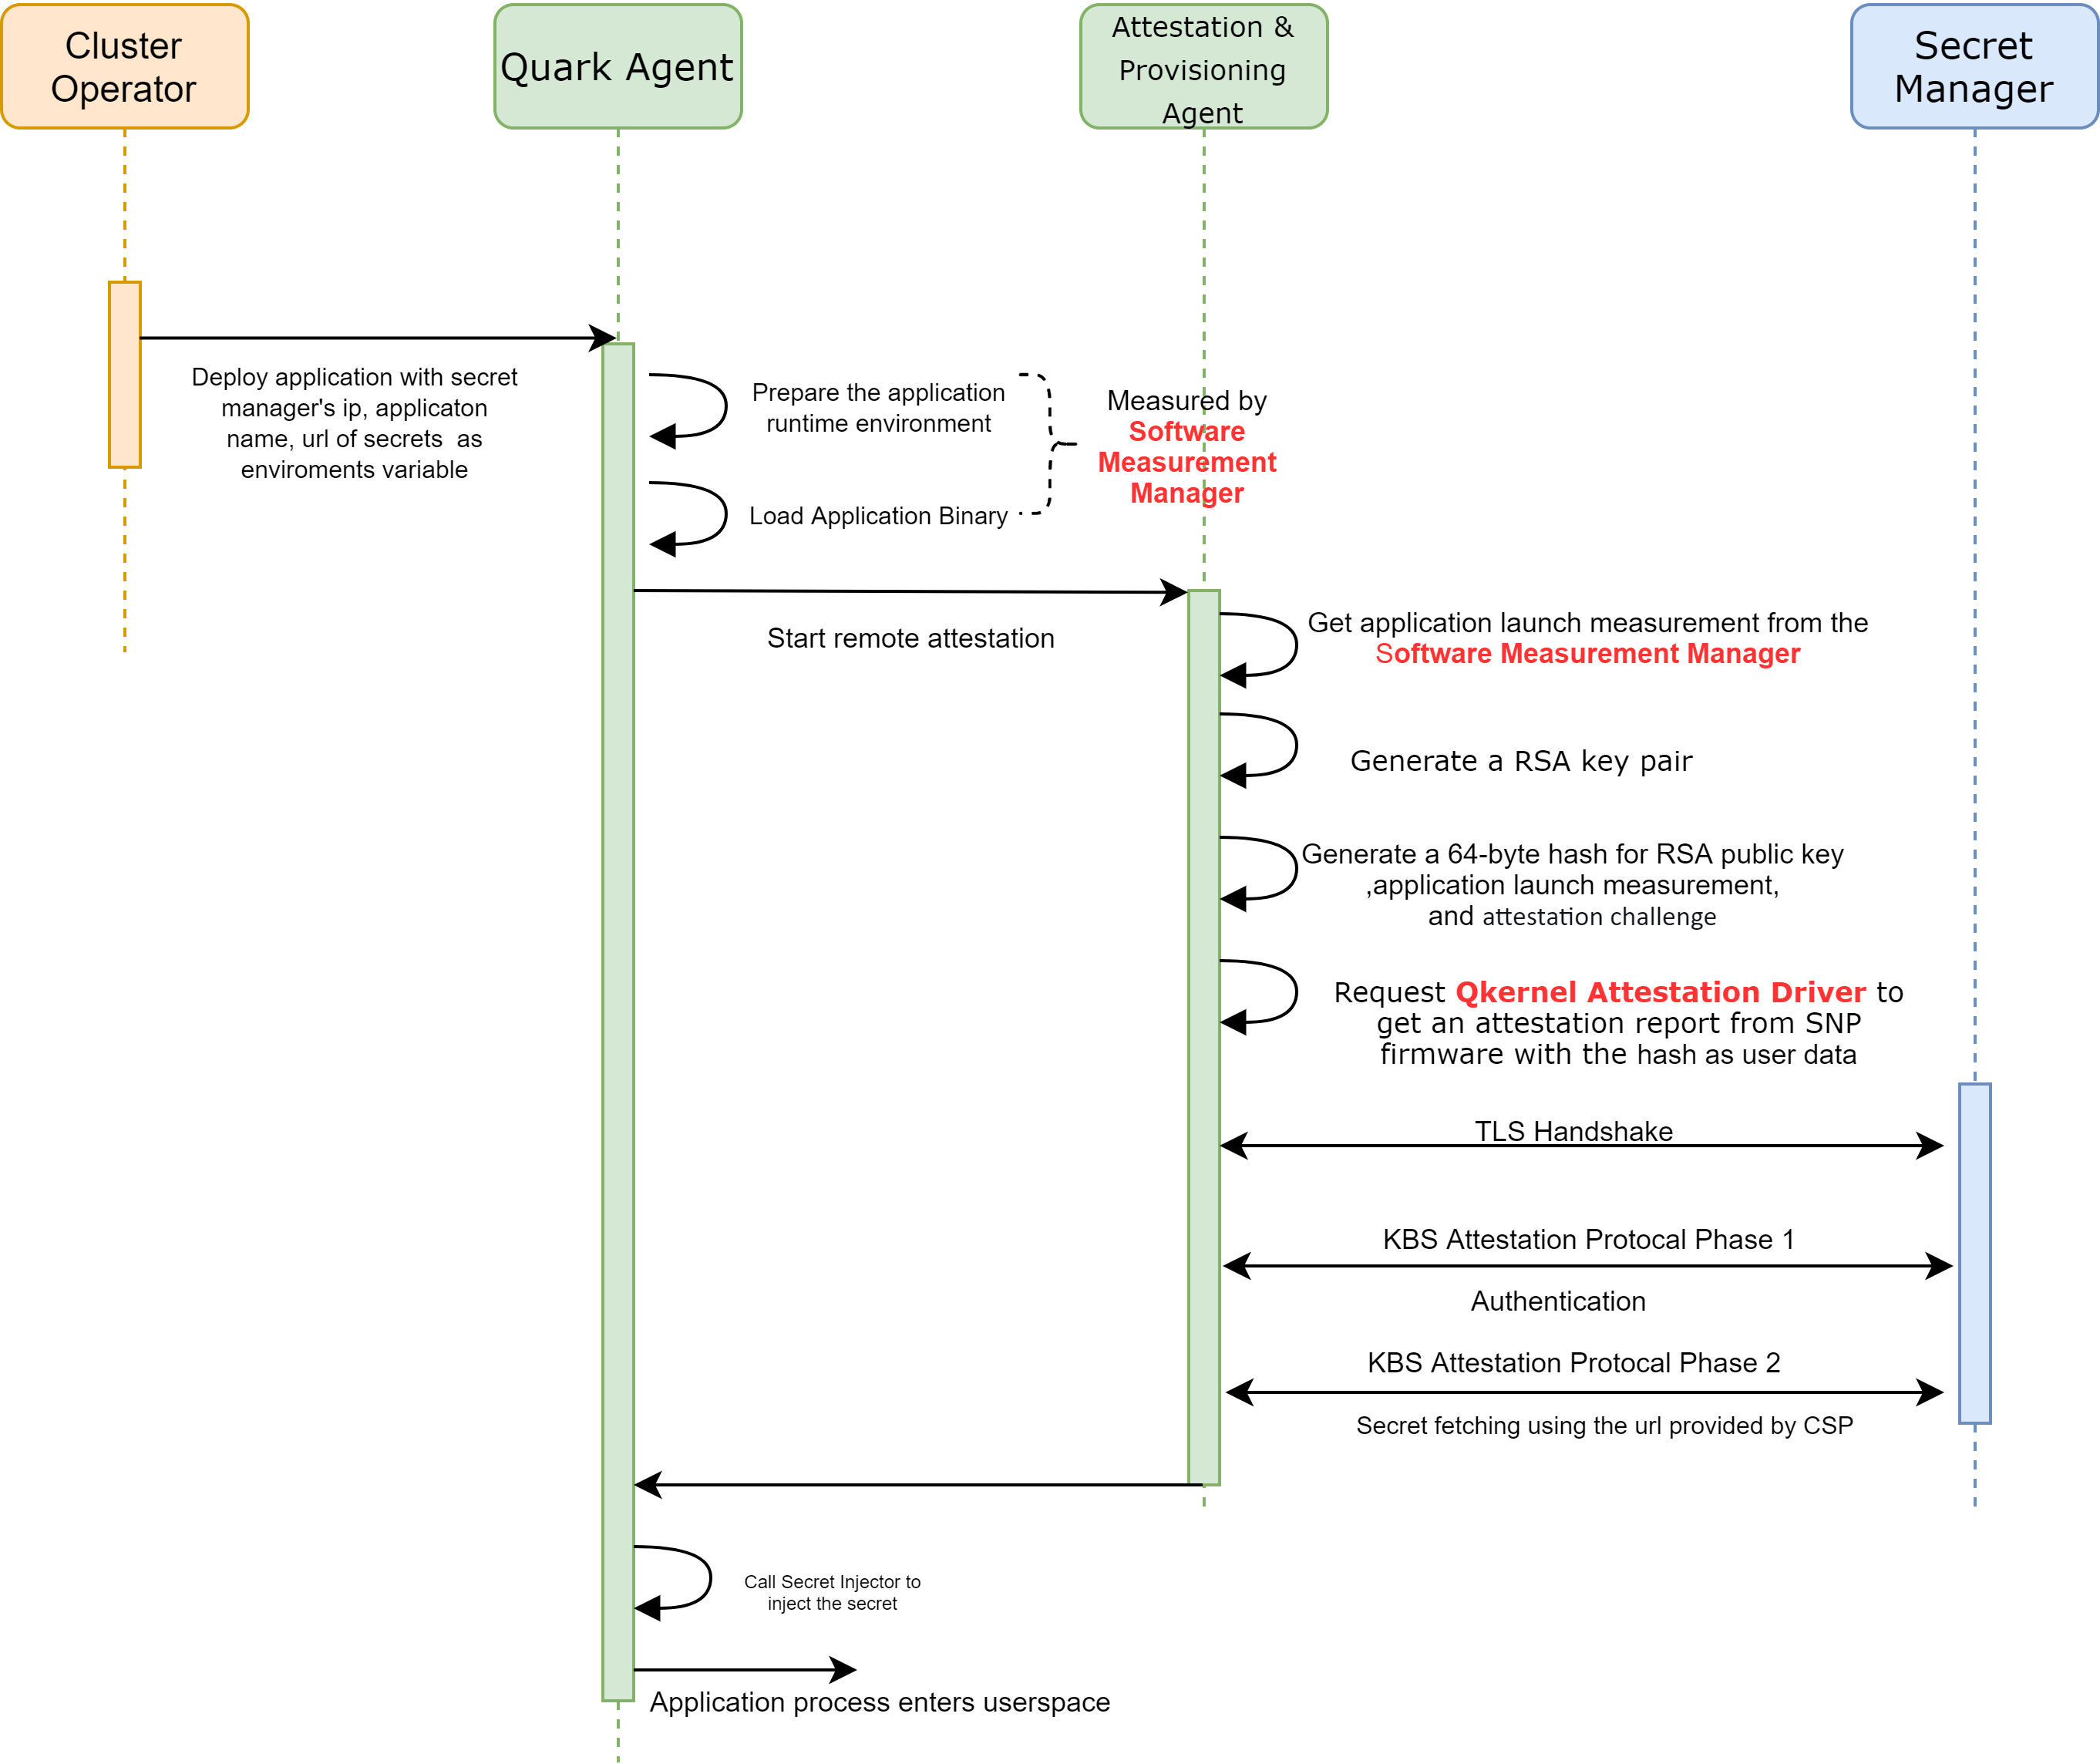 Cluster
Operator
Quark Agent
Attestation &
Provisioning
Agent
Secret
Manager
Deploy application with secret
manager's ip, applicaton
name, url of secrets  as
enviroments variable
Prepare the application
runtime environment
Measured by
Software
Measurement
Manager
Load Application Binary
Start remote attestation
Get application launch measurement from the
Software Measurement Manager
Generate a RSA key pair
Generate a 64-byte hash for RSA public key
,application launch measurement,
and attestation challenge
Request Qkernel Attestation Driver to
get an attestation report from SNP
firmware with the hash as user data
TLS Handshake
KBS Attestation Protocal Phase 1
Authentication
KBS Attestation Protocal Phase 2
Secret fetching using the url provided by CSP
Call Secret Injector to
inject the secret
Application process enters userspace